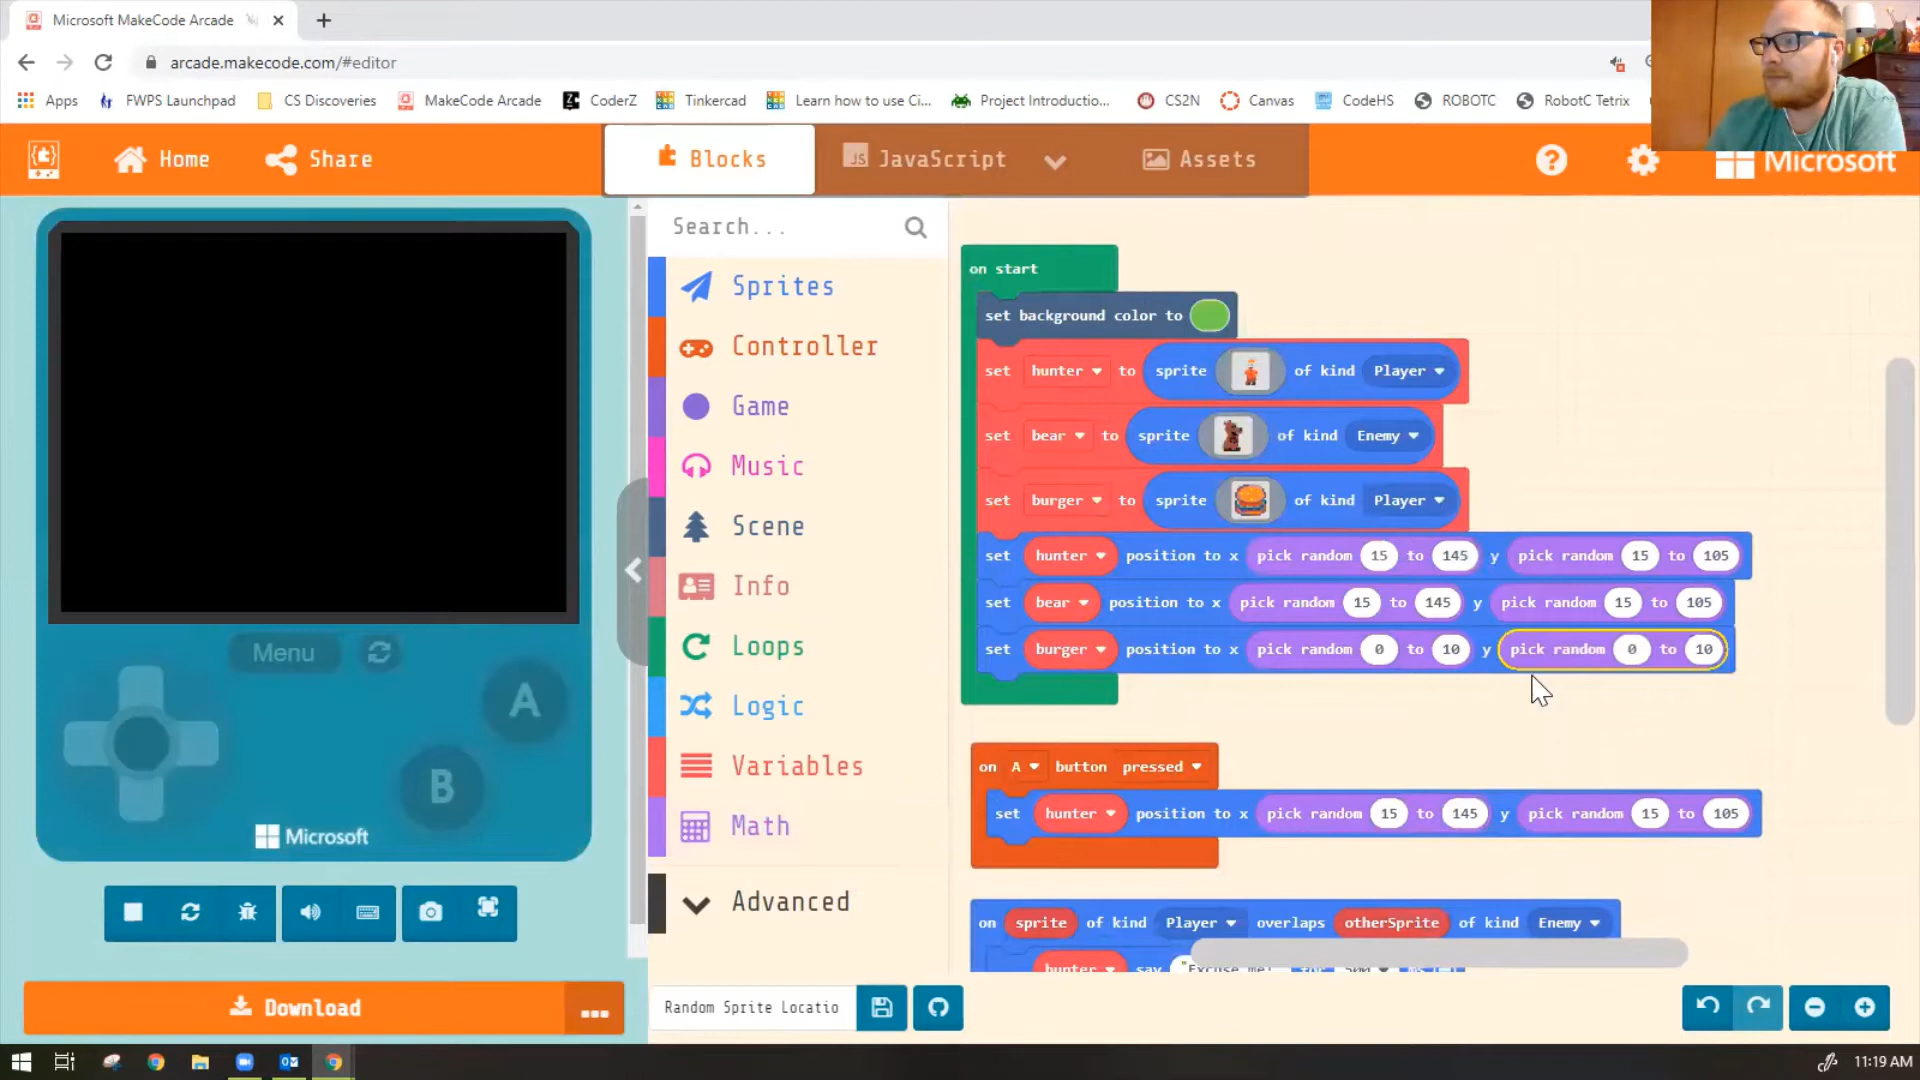 Microsoft MakeCode Arcade
arcade.makecode.com/#editor
Apps FWPS Launchpad CS Discoveries MakeCode Arcade CoderZ Tinkercad Learn how to use Ci... Project Introductio... CS2N Canvas CodeHS ROBOTC RobotC Tetrix
Home Share Blocks JS JavaScript Assets ? Microsoft
Search...
Sprites
Controller
Game
Music
Scene
Info
Loops
Logic
Variables
Math
Advanced
Menu
A
B
Microsoft
Download ...
on start
set background color to
set hunter to sprite of kind Player
set bear to sprite of kind Enemy
set burger to sprite of kind Player
set hunter position to x pick random 15 to 145 y pick random 15 to 105
set bear position to x pick random 15 to 145 y pick random 15 to 105
set burger position to x pick random 0 to 10 y pick random 0 to 10
on A button pressed
set hunter position to x pick random 15 to 145 y pick random 15 to 105
on sprite of kind Player overlaps otherSprite of kind Enemy
hunter say "Excuse me! for 500 ms
Random Sprite Locatio
11:19 AM